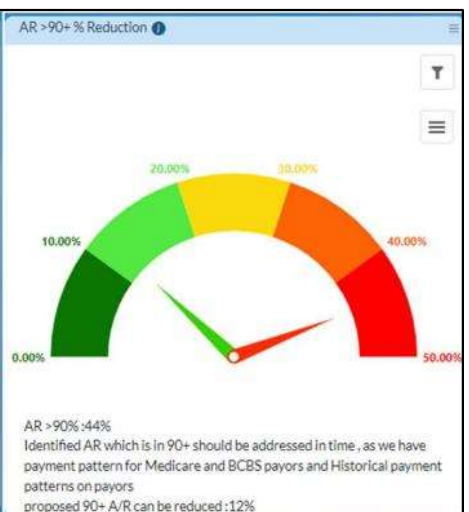 AR >90+ % Reduction i
20.00%
30.00%
10.00%
40.00%
0.00%
50.00%
AR >90% :44%
Identified AR which is in 90+ should be addressed in time , as we have
payment pattern for Medicare and BCBS payors and Historical payment
patterns on payors
proposed 90+ A/R can be reduced :12%